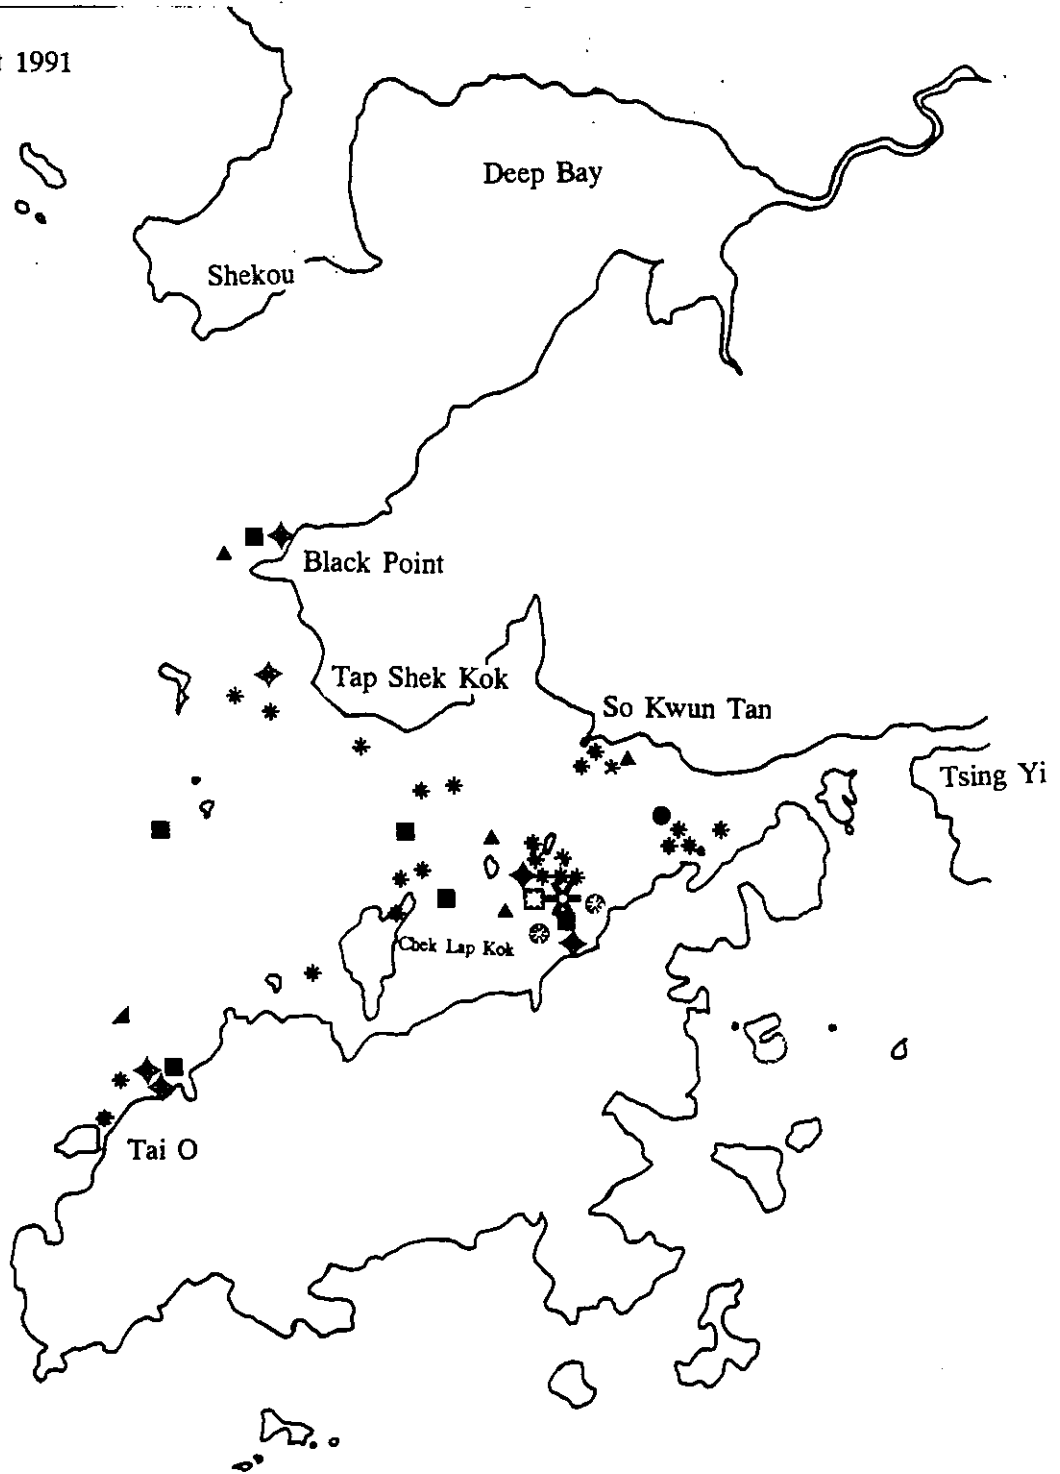 1991
Deep Bay
Shekou
Black Point
Tap Shek Kok
So Kwun Tan
Tsing Yi
Chek Lap Kok
Tai O